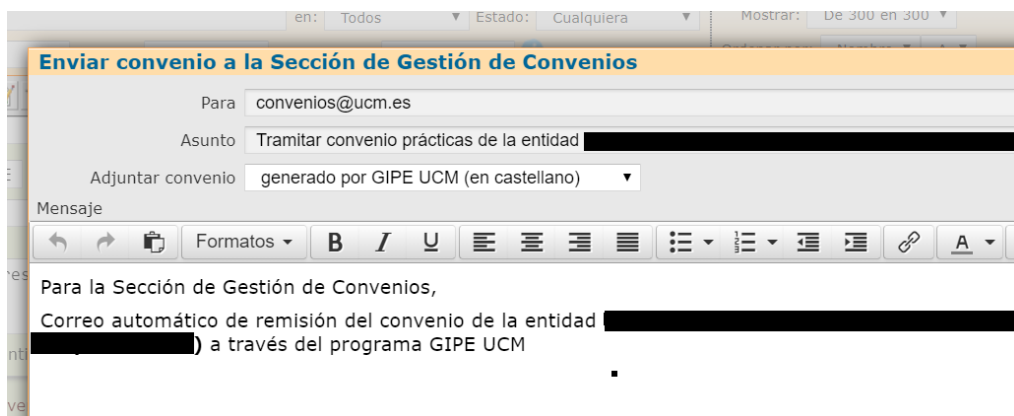 en: Todos Estado: Cualquiera Mostrar: De 300 en 300
Enviar convenio a la Sección de Gestión de Convenios
Para convenios@ucm.es
Asunto Tramitar convenio prácticas de la entidad
Adjuntar convenio generado por GIPE UCM (en castellano)
Mensaje
Formatos B I U A
Para la Sección de Gestión de Convenios,
Correo automático de remisión del convenio de la entidad
) a través del programa GIPE UCM